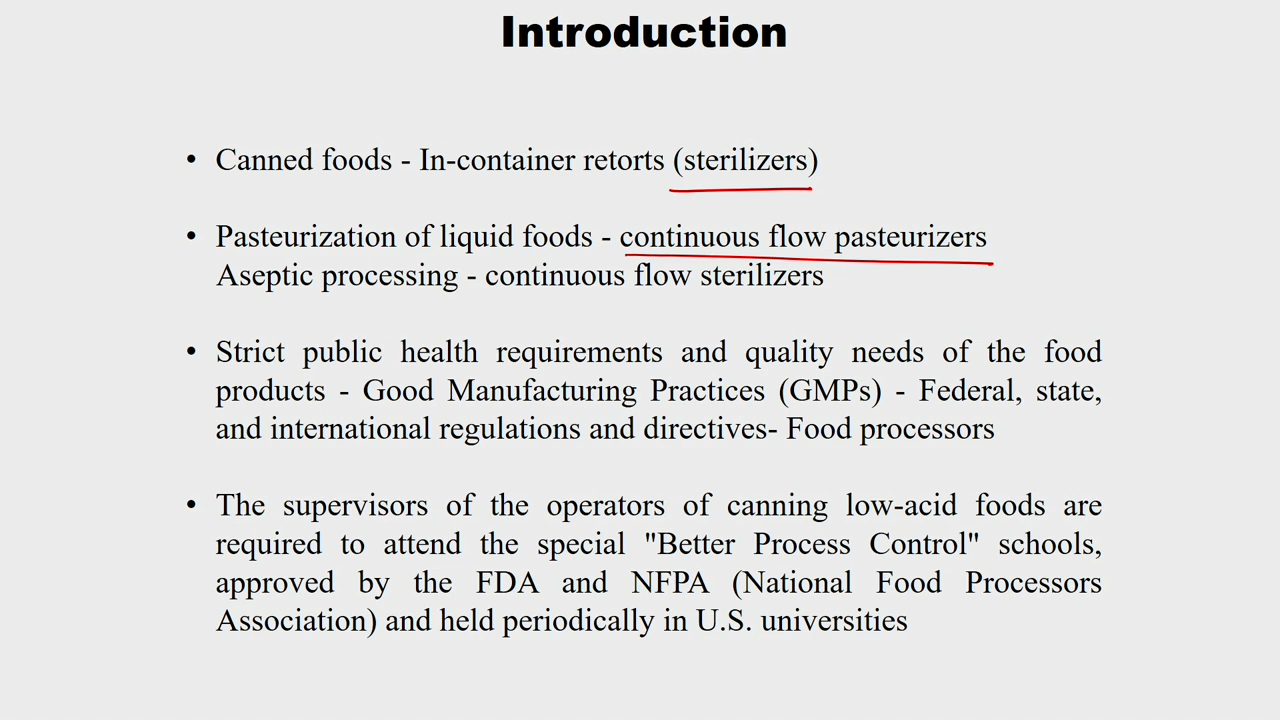 Introduction
• Canned foods - In-container retorts (sterilizers)
• Pasteurization of liquid foods - continuous flow pasteurizers
Aseptic processing - continuous flow sterilizers
• Strict public health requirements and quality needs of the food
products - Good Manufacturing Practices (GMPs) - Federal, state,
and international regulations and directives- Food processors
• The supervisors of the operators of canning low-acid foods are
required to attend the special "Better Process Control" schools,
approved by the FDA and NFPA (National Food Processors
Association) and held periodically in U.S. universities